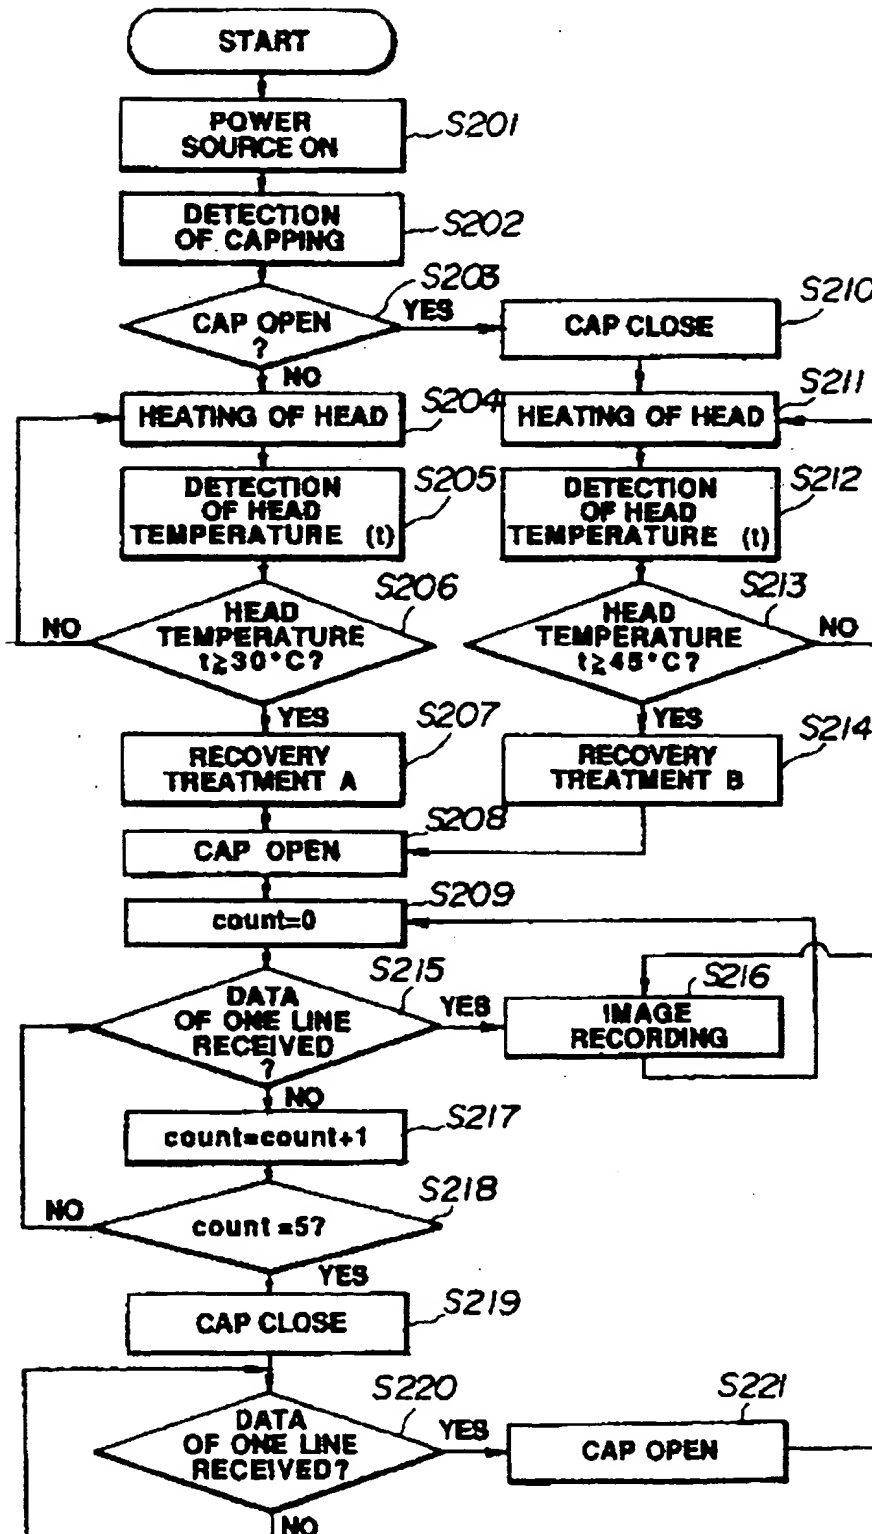 START
POWER
SOURCE ON
S201
DETECTION
OF CAPPING
S202
S203
CAP OPEN
?
YES
NO
CAP CLOSE
S210
HEATING OF HEAD
S204
HEATING OF HEAD
S211
DETECTION
OF HEAD
TEMPERATURE (t)
S205
DETECTION
OF HEAD
TEMPERATURE (t)
S212
S206
HEAD
TEMPERATURE
t≧30°C?
NO
YES
S213
HEAD
TEMPERATURE
t≧45°C?
NO
YES
RECOVERY
TREATMENT A
S207
RECOVERY
TREATMENT B
S214
CAP OPEN
S208
count=0
S209
S215
DATA
OF ONE LINE
RECEIVED
?
YES
NO
S216
IMAGE
RECORDING
count=count+1
S217
S218
count=5?
NO
YES
CAP CLOSE
S219
S220
DATA
OF ONE LINE
RECEIVED?
YES
NO
S221
CAP OPEN